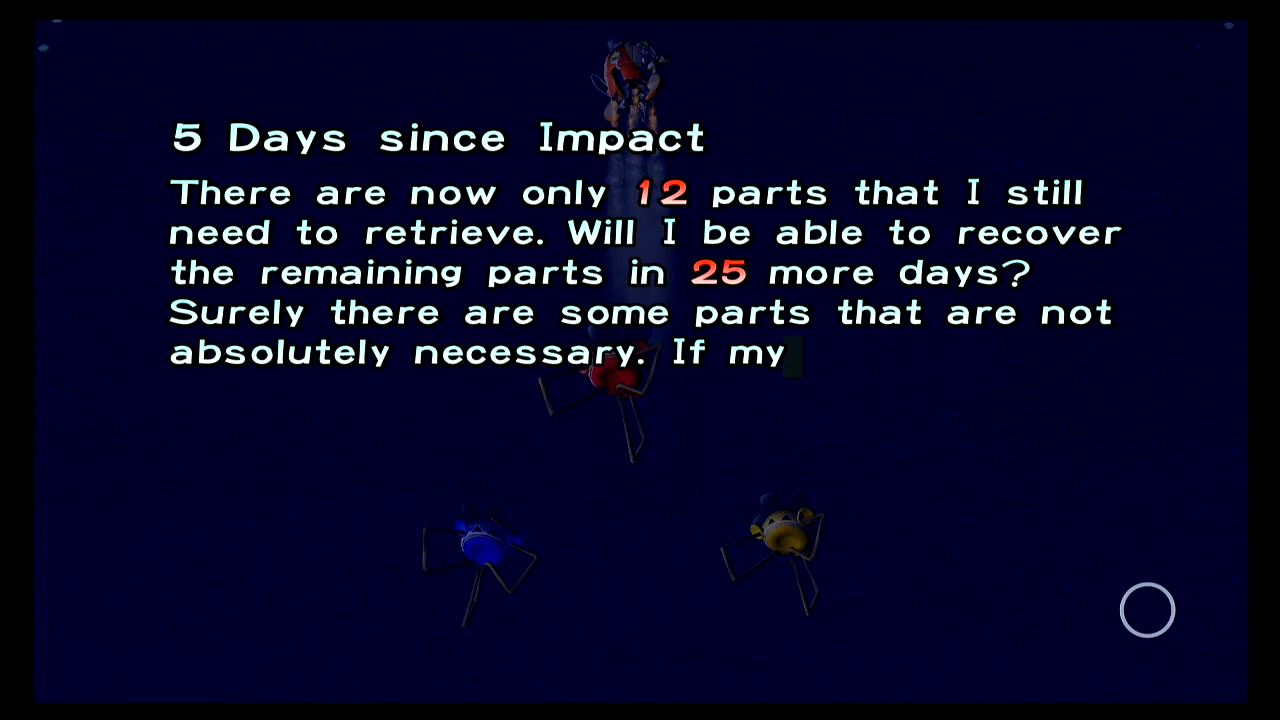 5 Days since Impact
There are now only 12 parts that I still
need to retrieve. Will I be able to recover
the remaining parts in 25 more days?
Surely there are some parts that are not
absolutely necessary. If my